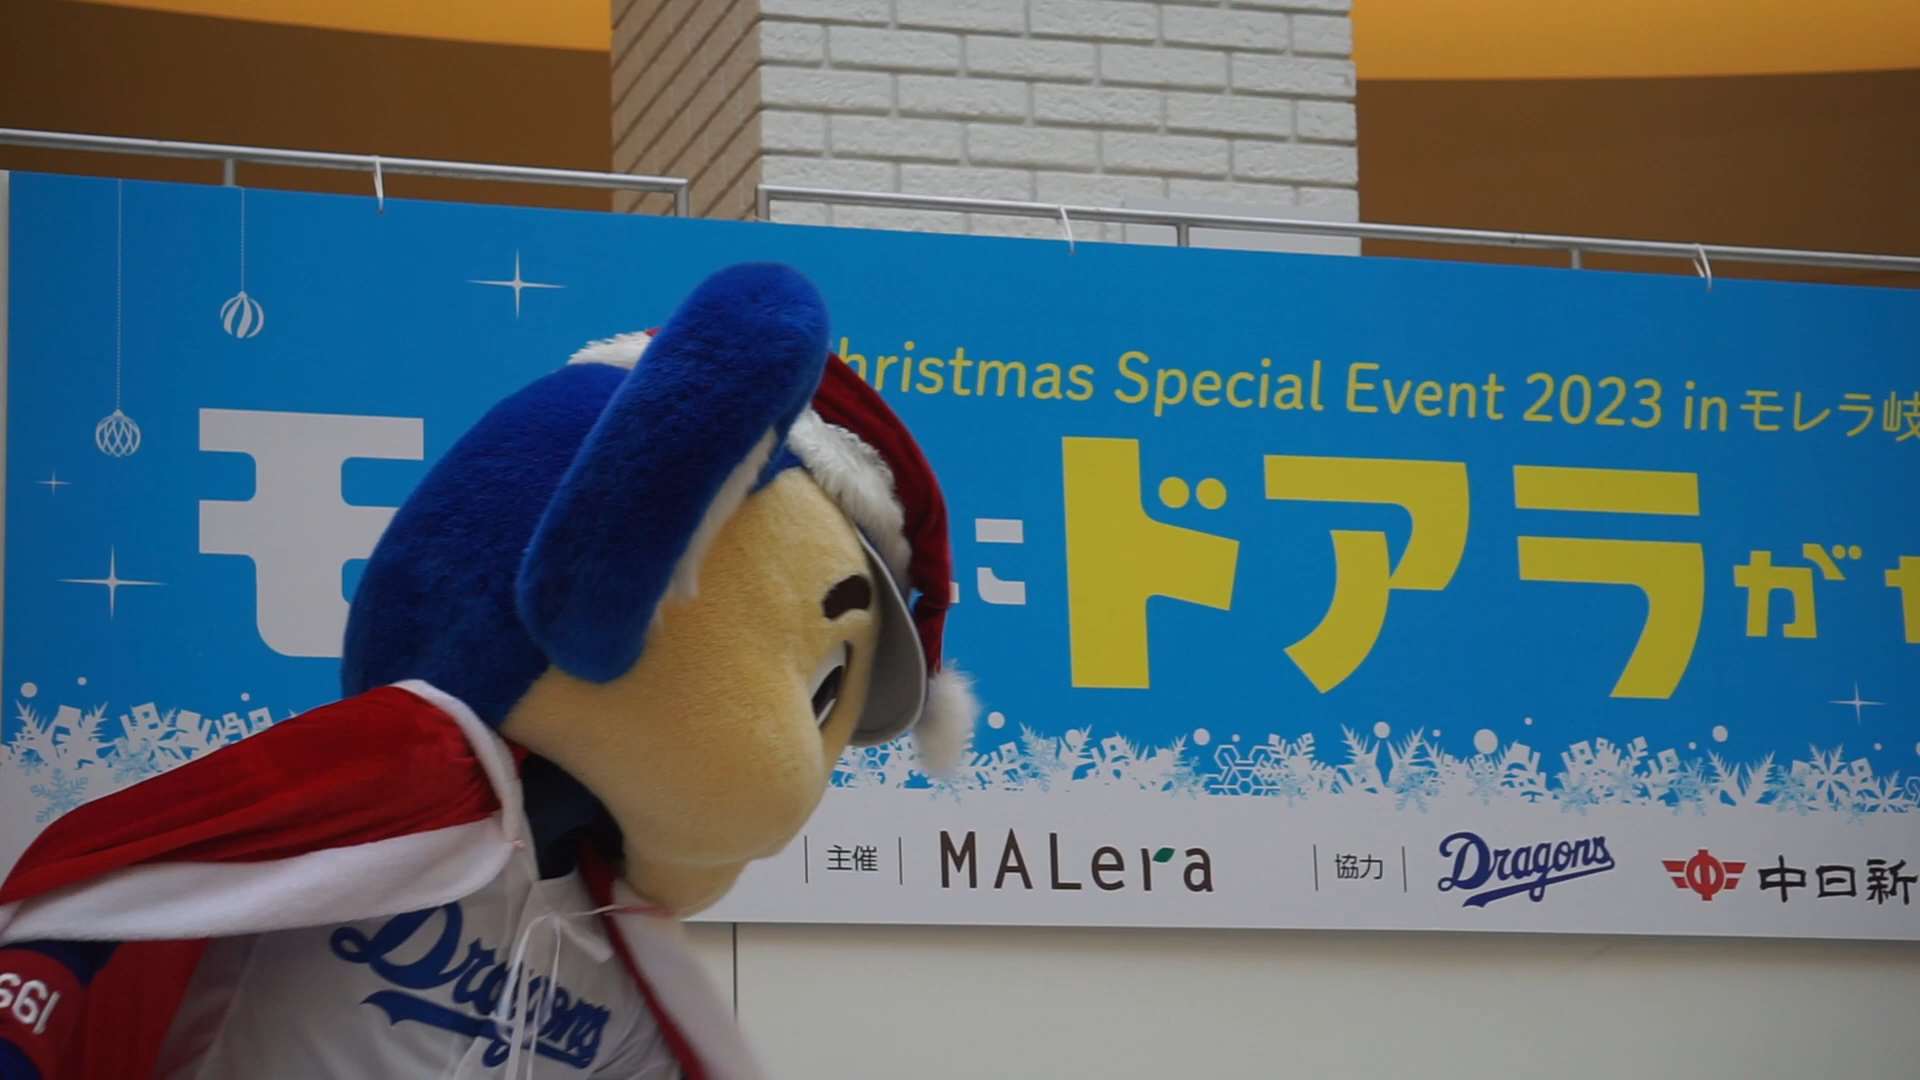 hristmas Special Event 2023 in モレラ岐
モ
に ドアラが
主催 MALera 協力 Dragons 中日新
Dragons
1994